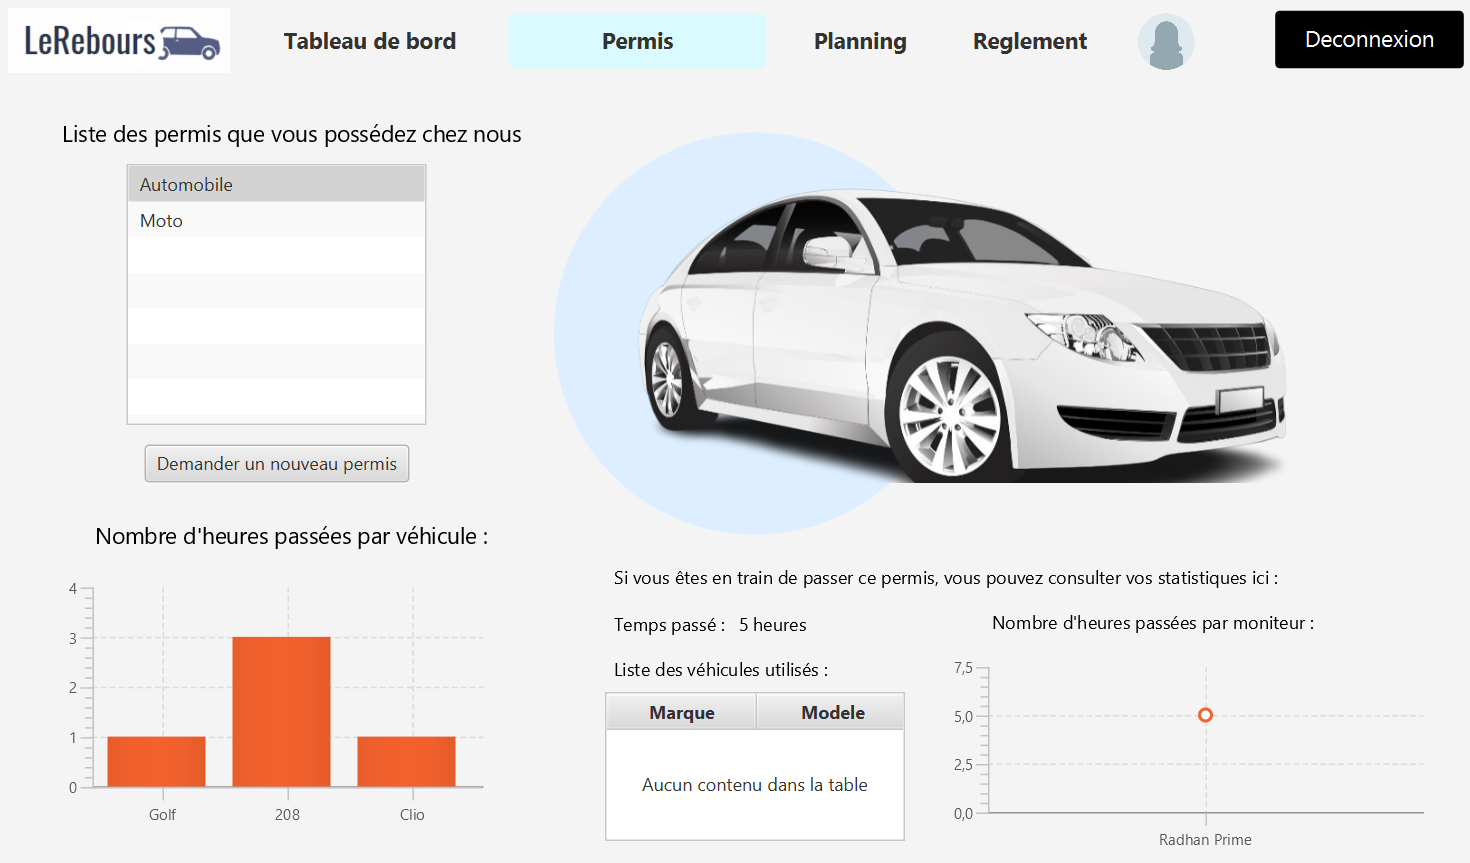 LeRebours
Tableau de bord
Permis
Planning
Reglement
Deconnexion
Liste des permis que vous possédez chez nous
Automobile
Moto
Demander un nouveau permis
Nombre d'heures passées par véhicule :
4
3
2
1
0
Golf
208
Clio
Si vous êtes en train de passer ce permis, vous pouvez consulter vos statistiques ici :
Temps passé : 5 heures
Liste des véhicules utilisés :
Marque
Modele
Aucun contenu dans la table
Nombre d'heures passées par moniteur :
7,5
5,0
2,5
0,0
Radhan Prime